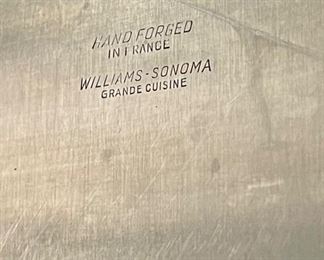 HAND FORGED
IN FRANCE
WILLIAMS-SONOMA
GRANDE CUISINE